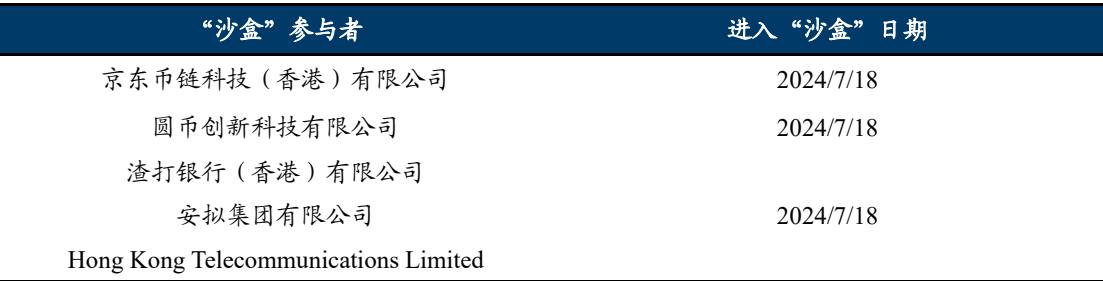 “沙盒”参与者 进入“沙盒”日期
京东币链科技（香港）有限公司 2024/7/18
圆币创新科技有限公司 2024/7/18
渣打银行（香港）有限公司
安拟集团有限公司 2024/7/18
Hong Kong Telecommunications Limited